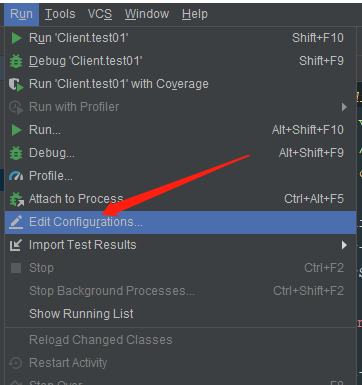 Run Tools VCS Window Help
Run 'Client.test01' Shift+F10
Debug 'Client.test01' Shift+F9
Run 'Client.test01' with Coverage
Run with Profiler
Run... Alt+Shift+F10
Debug... Alt+Shift+F9
Profile...
Attach to Process Ctrl+Alt+F5
Edit Configurations...
Import Test Results
Stop Ctrl+F2
Stop Background Processes... Ctrl+Shift+F2
Show Running List
Reload Changed Classes
Restart Activity
Step Over F8